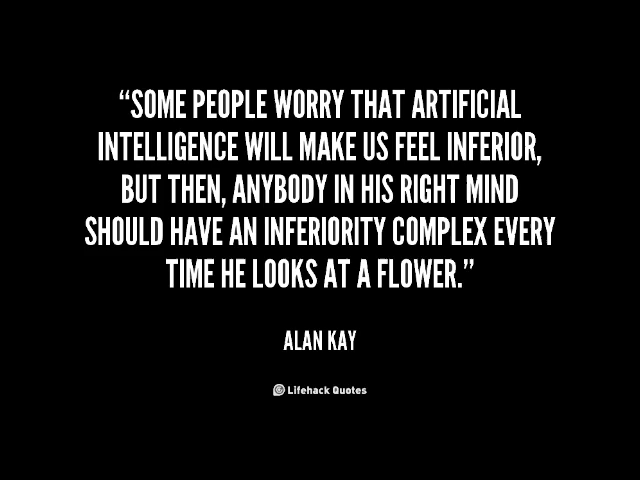 “SOME PEOPLE WORRY THAT ARTIFICIAL
INTELLIGENCE WILL MAKE US FEEL INFERIOR,
BUT THEN, ANYBODY IN HIS RIGHT MIND
SHOULD HAVE AN INFERIORITY COMPLEX EVERY
TIME HE LOOKS AT A FLOWER.”
ALAN KAY
Lifehack Quotes